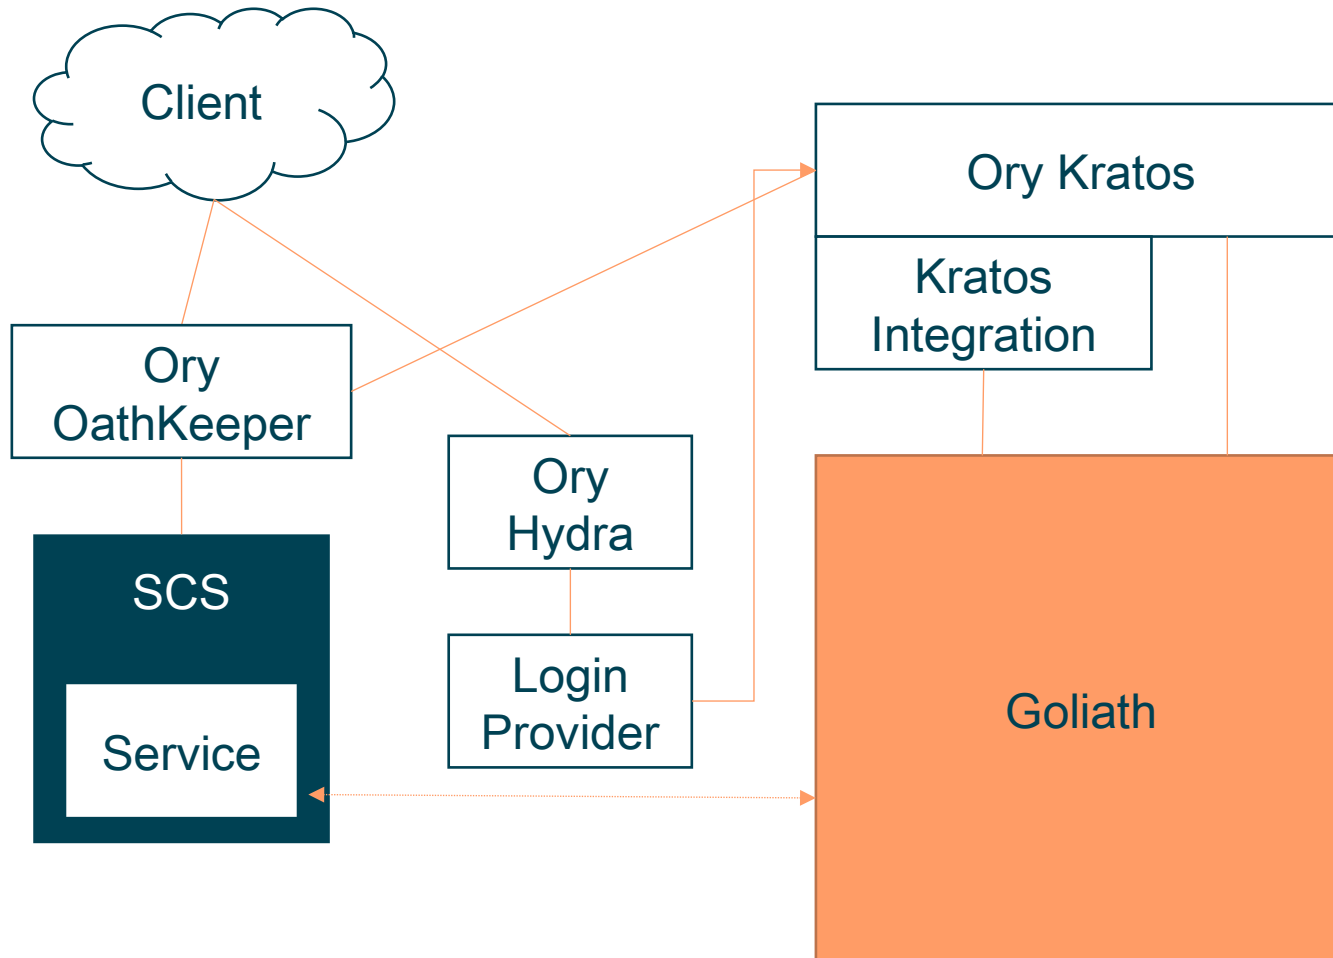 Client
Ory Kratos
Kratos
Integration
Ory
OathKeeper
Ory
Hydra
SCS
Login
Provider
Service
Goliath